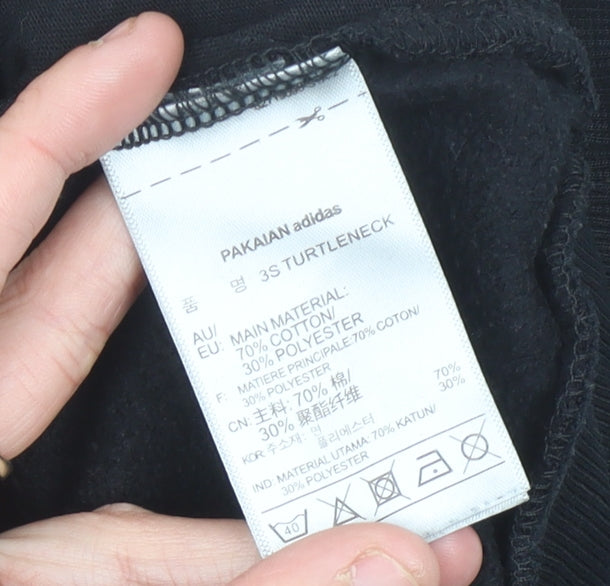 PAKAIAN adidas
품 명 3S TURTLENECK
AU/ MAIN MATERIAL:
EU: 70% COTTON/
30% POLYESTER
F: MATIERE PRINCIPALE:70% COTON/
30% POLYESTER
CN: 主料: 70% 棉/
30% 聚酯纤维
KOR 주소재: 면 70%
폴리에스터 30%
IND MATERIAL UTAMA: 70% KATUN/
30% POLYESTER
40